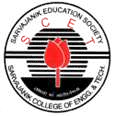 SARVAJANIK EDUCATION SOCIETY
S C E T
SARVAJANIK COLLEGE OF ENGG. & TECH.